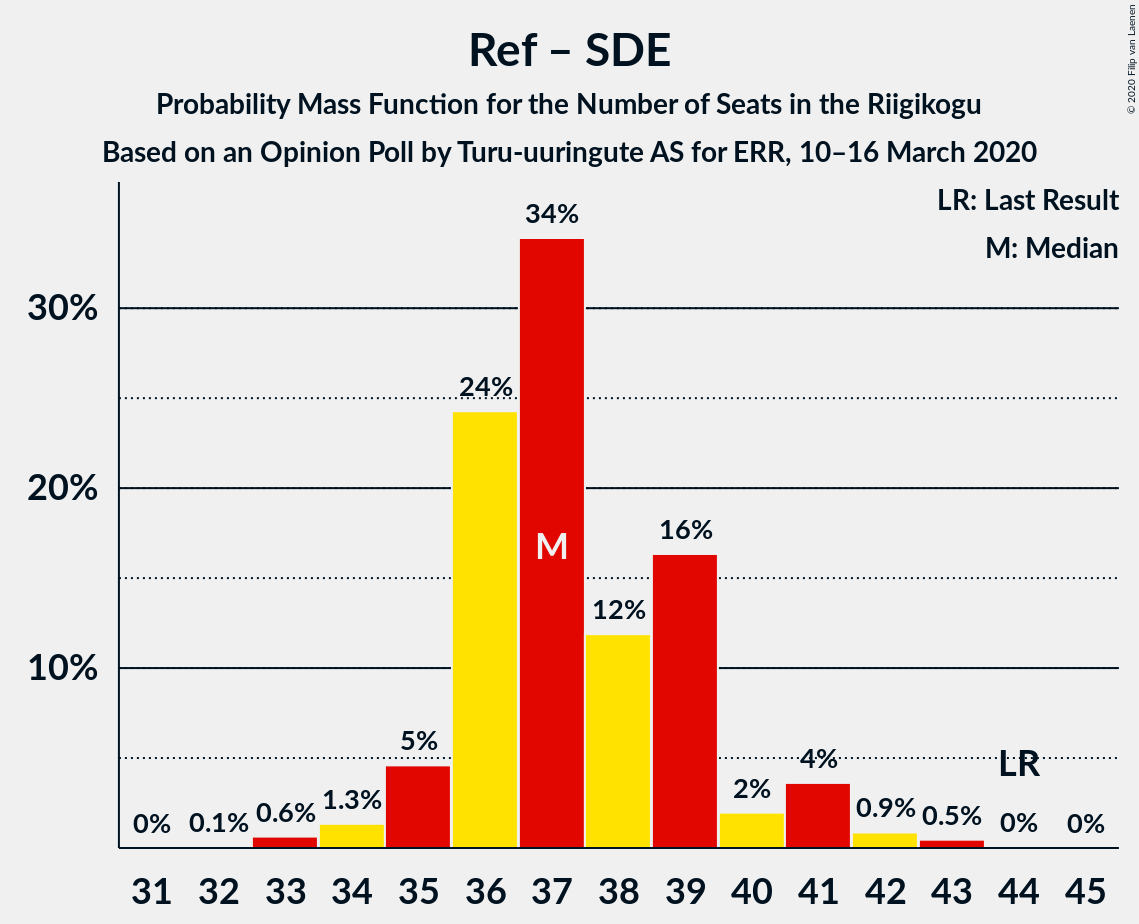 © 2020 Filip van Laenen
Ref – SDE
Probability Mass Function for the Number of Seats in the Riigikogu
Based on an Opinion Poll by Turu-uuringute AS for ERR, 10–16 March 2020
LR: Last Result
M: Median
30%
20%
10%
0% 0.1% 0.6% 1.3% 5% 24% 34% 12% 16% 2% 4% 0.9% 0.5% 0% 0%
M
LR
31 32 33 34 35 36 37 38 39 40 41 42 43 44 45